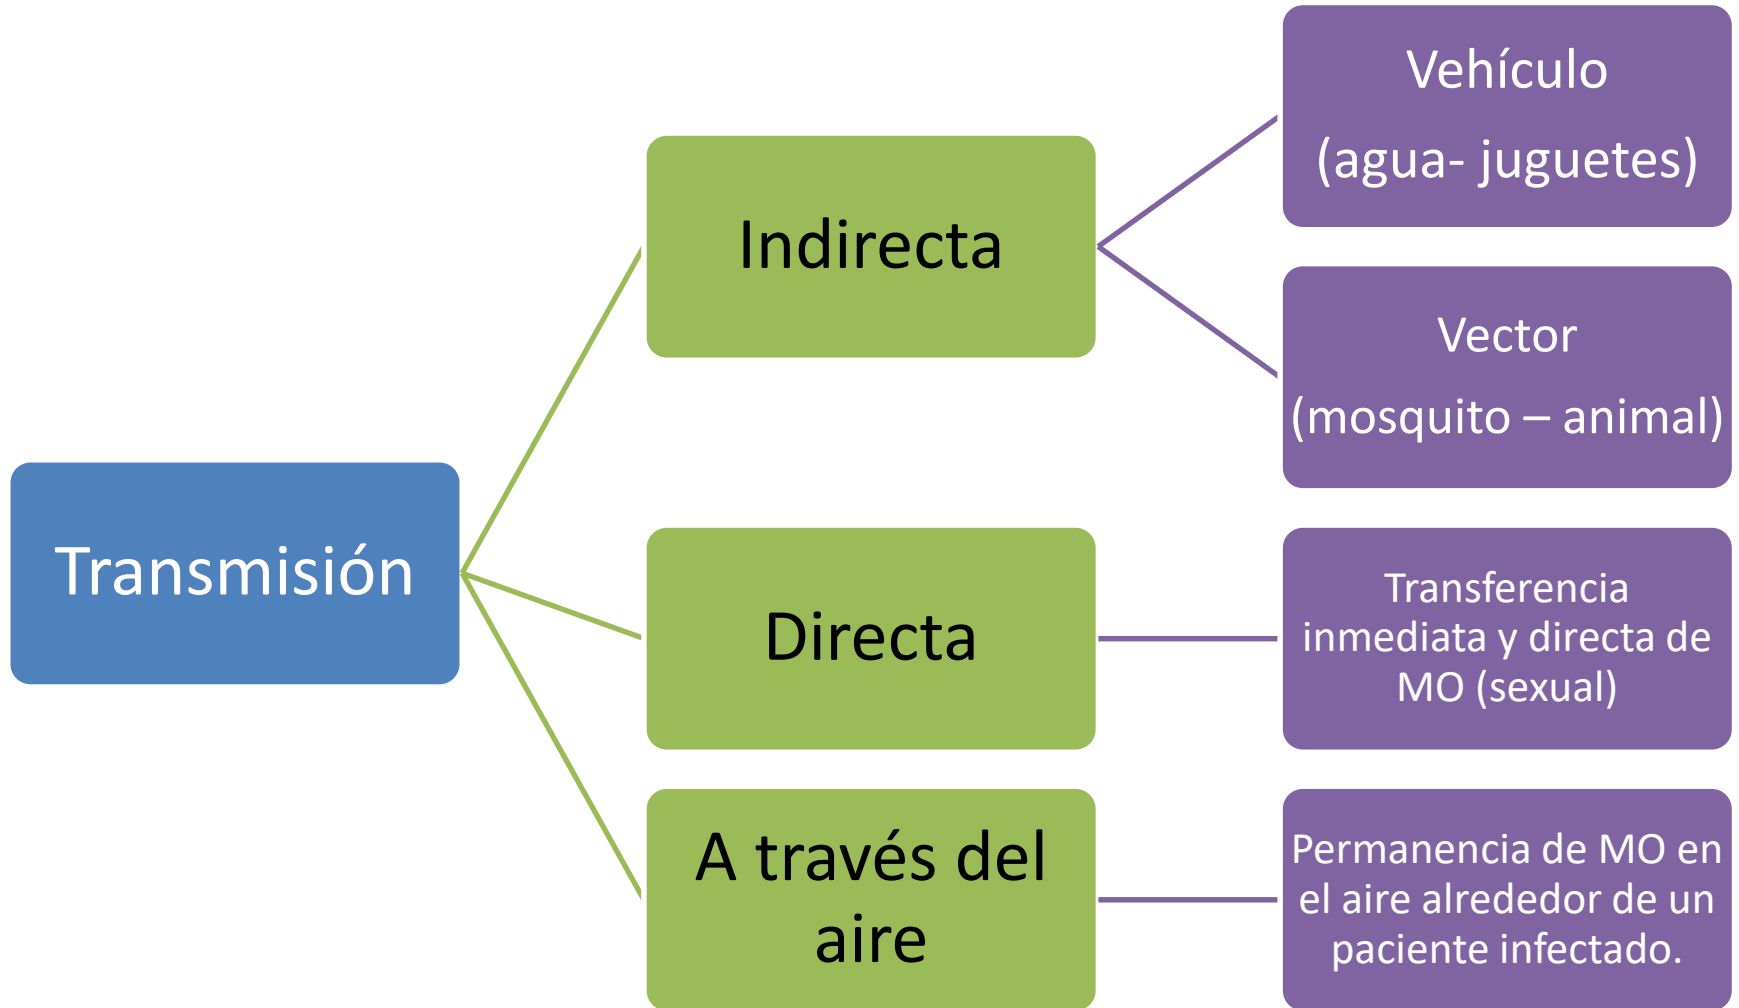 Transmisión
Indirecta
Vehículo
(agua- juguetes)
Vector
(mosquito – animal)
Directa
Transferencia
inmediata y directa de
MO (sexual)
A través del
aire
Permanencia de MO en
el aire alrededor de un
paciente infectado.